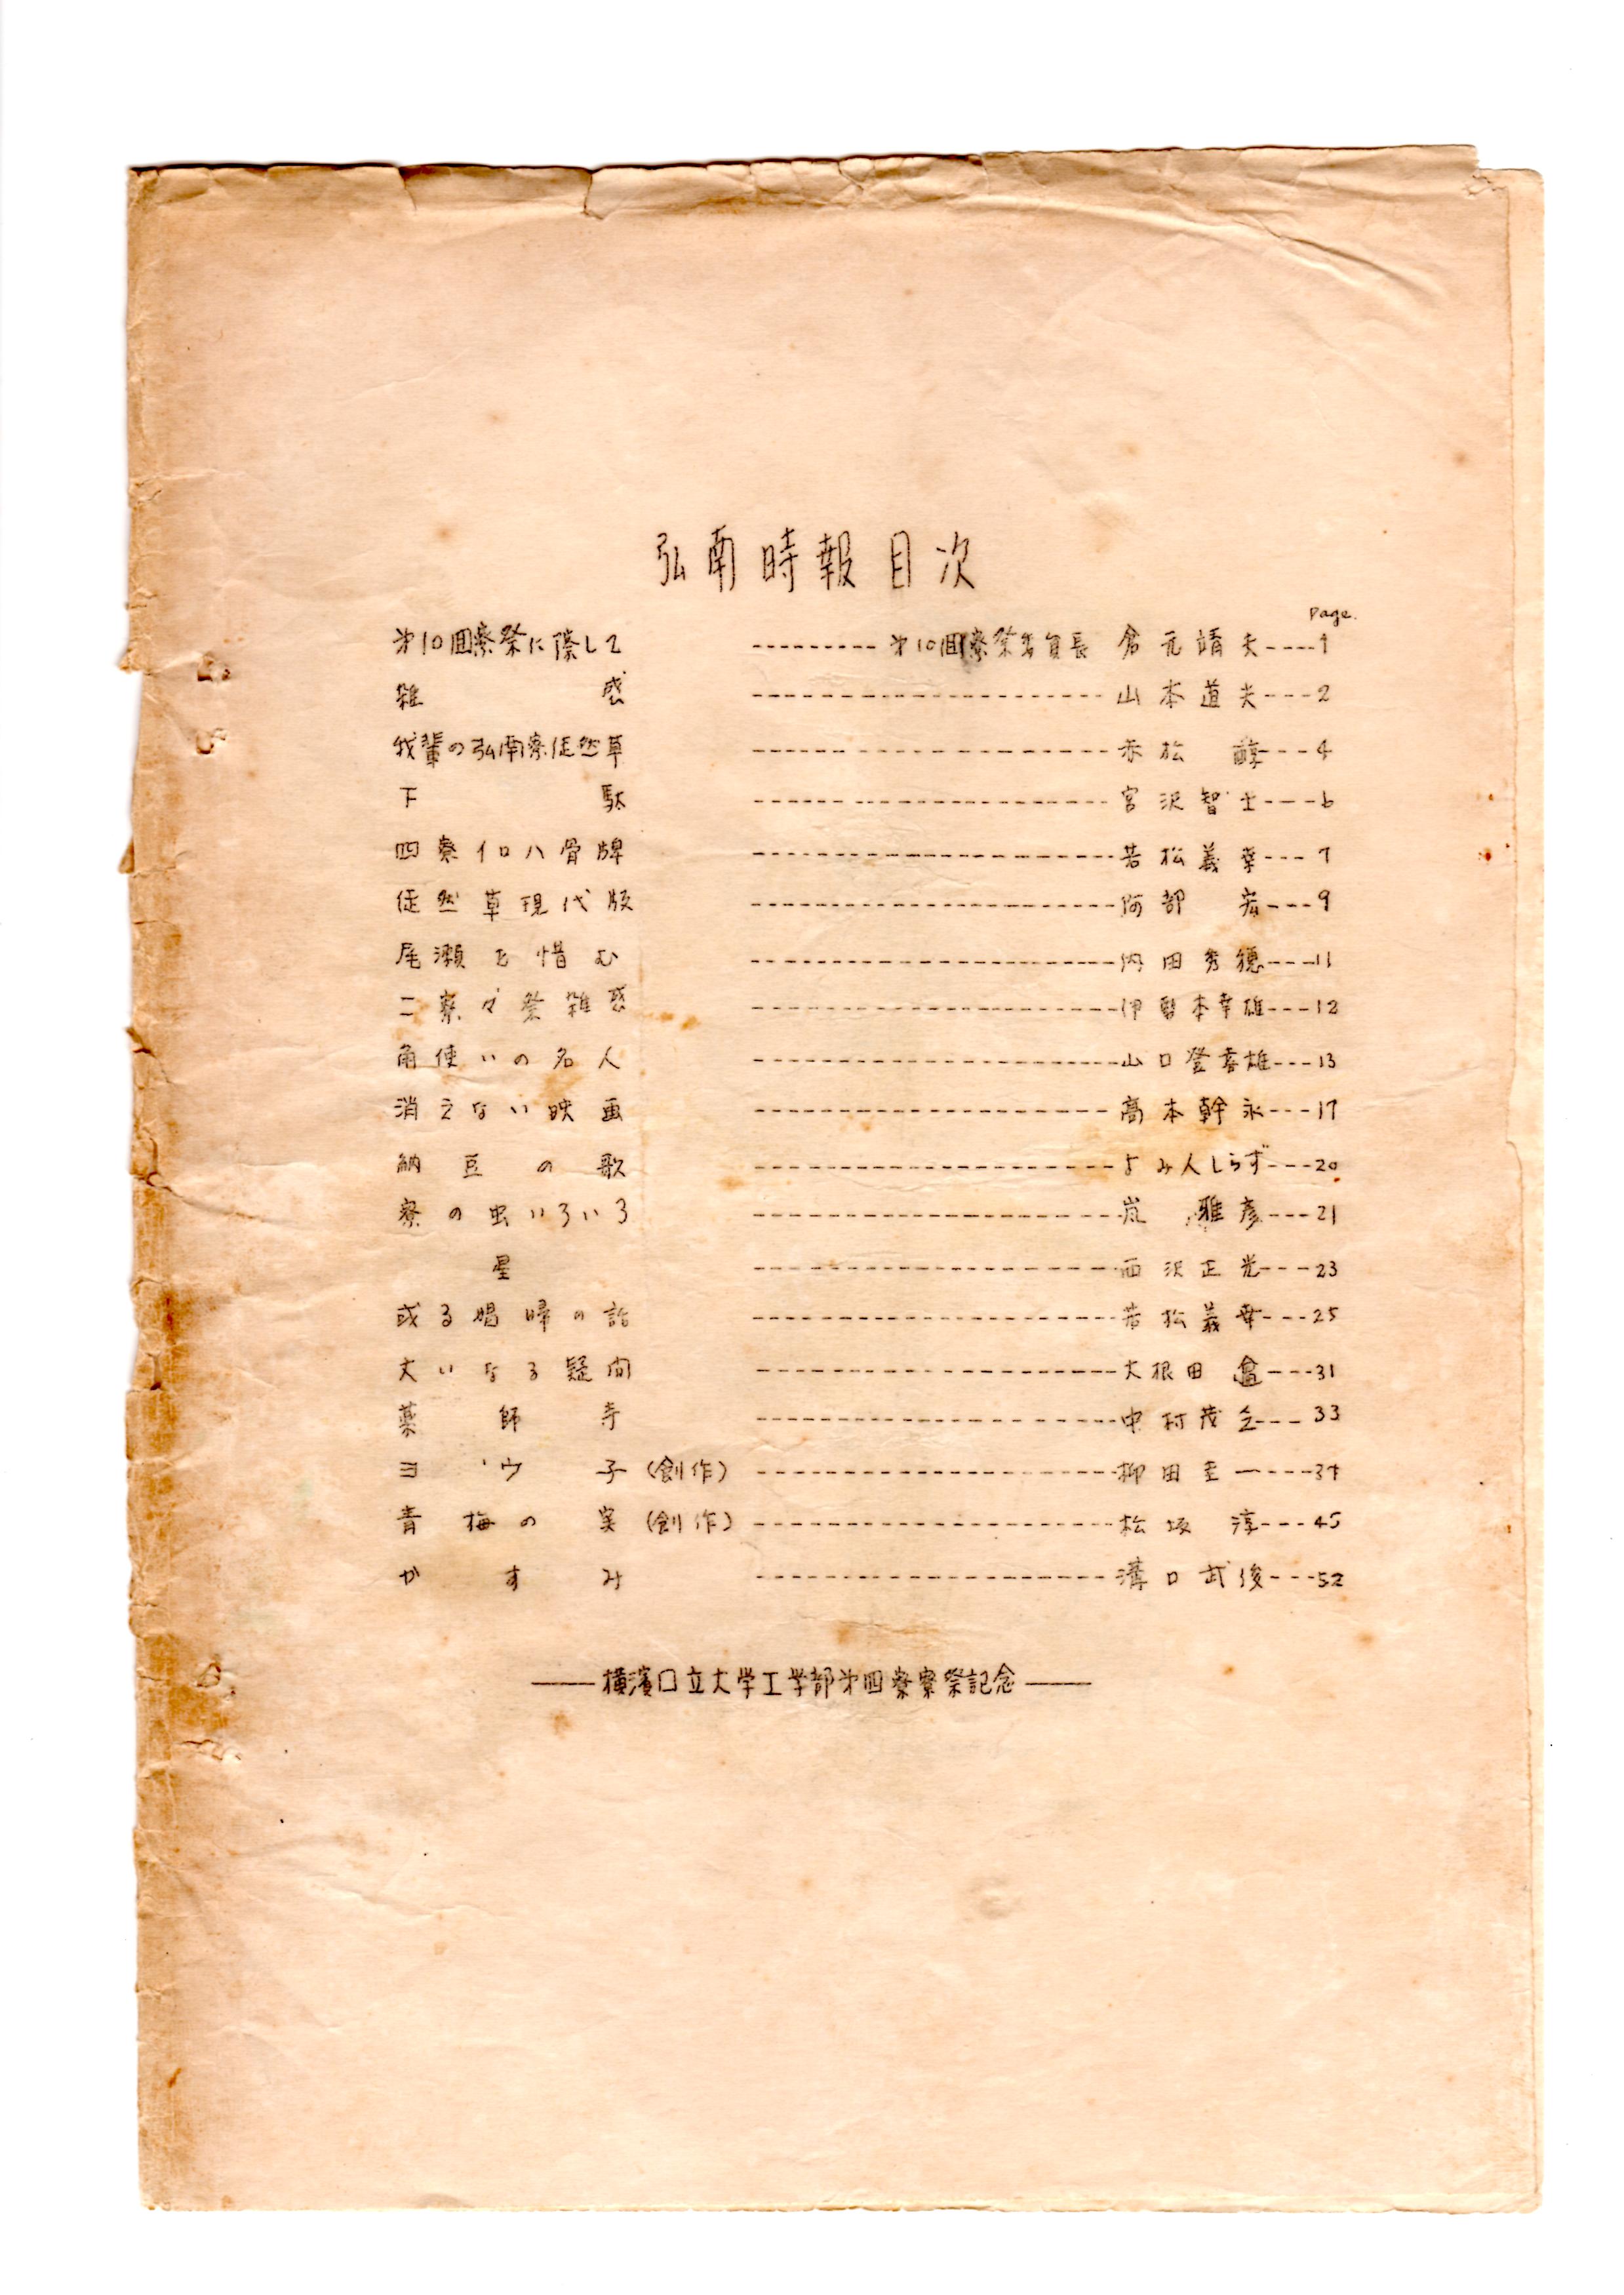 弘南時報目次
page.
第10回寮祭に際して---------第10回寮祭委員長 倉元靖夫----1
雑感--------------------山本道夫---2
我輩の弘南寮徒然草--------------------赤松 醇---4
下駄--------------------宮沢智士---6
四寮イロハ骨牌--------------------若松義幸---7
徒然草現代版--------------------阿部 宏---9
尾瀬を惜む--------------------内田秀穂---11
二寮々祭雑感--------------------伊勢本幸雄---12
角使いの名人--------------------山口登喜雄---13
消えない映画--------------------高本幹永---17
納豆の歌--------------------よみ人しらず---20
寮の虫いろいろ--------------------嵐 雅彦---21
星--------------------西沢正光---23
或る娼婦の話--------------------若松義幸---25
大いなる疑問--------------------大根田---31
薬師寺--------------------中村茂---33
ヨウ子(創作)--------------------柳田圭一---34
青梅の実(創作)--------------------松坂 淳---45
かすみ--------------------溝口武俊---52
——横濱口立大学工学部第四寮寮祭記念——